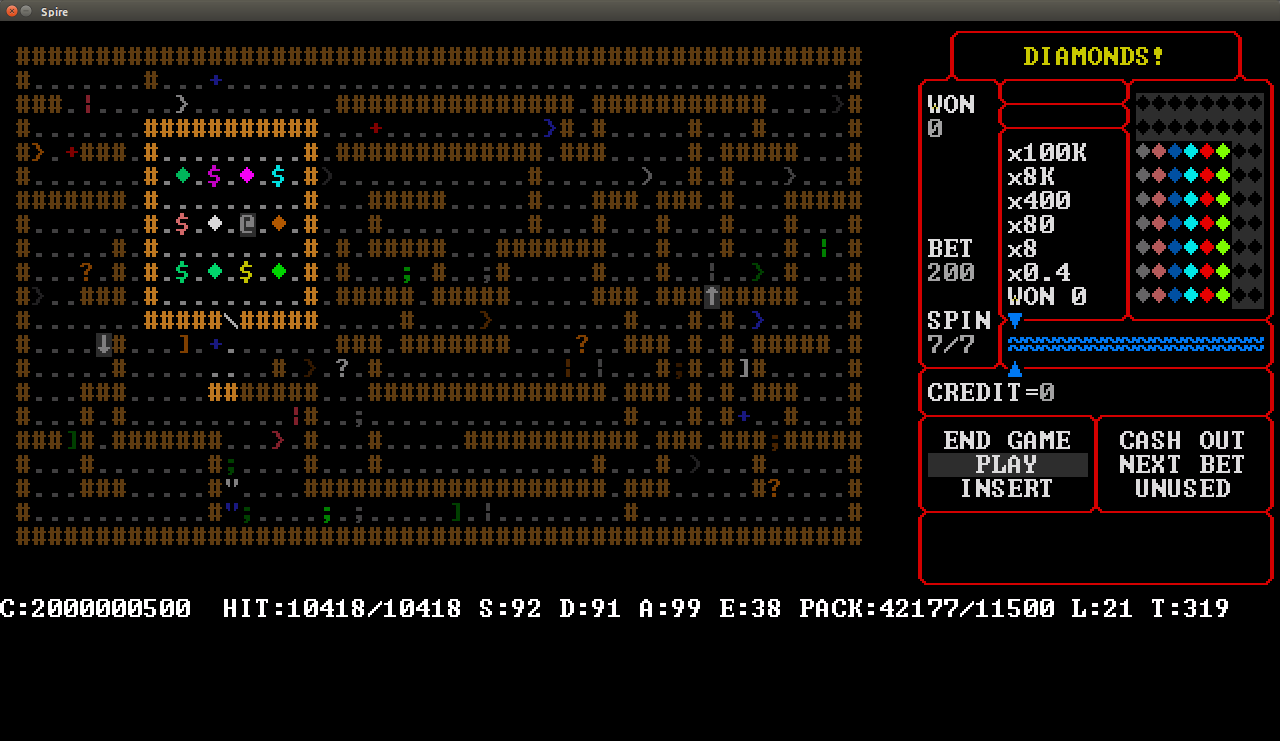 Spire
DIAMONDS!
WON
0
x100K
x8K
x400
x80
BET
x8
200
x0.4
WON 0
SPIN
7/7
CREDIT=0
END GAME
PLAY
INSERT
CASH OUT
NEXT BET
UNUSED
C:2000000500 HIT:10418/10418 S:92 D:91 A:99 E:38 PACK:42177/11500 L:21 T:319